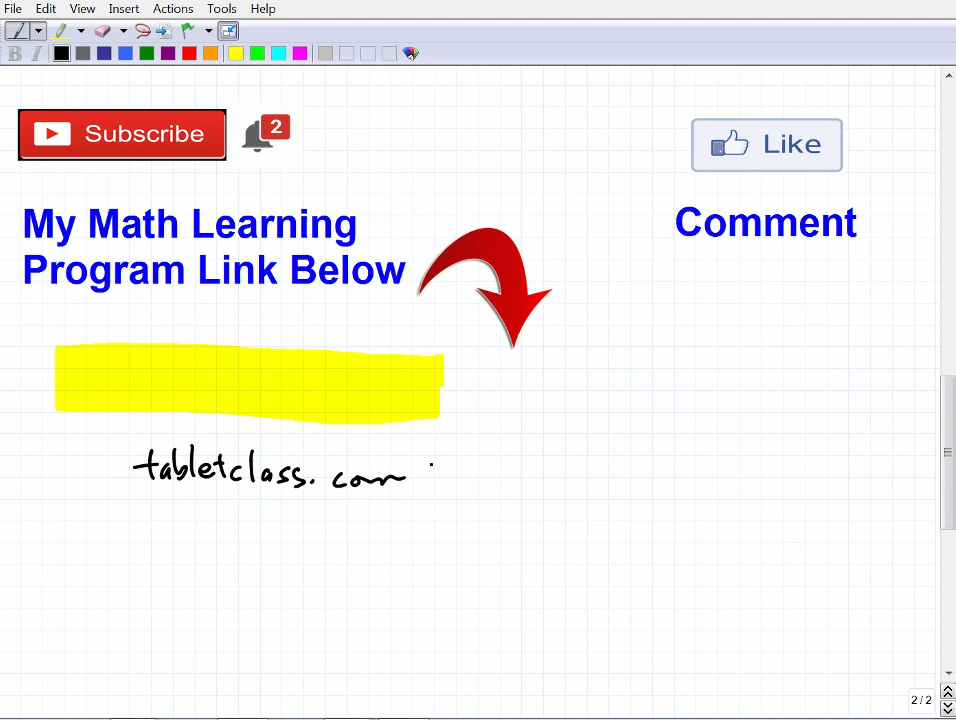 File Edit View Insert Actions Tools Help
B I
Subscribe 2
Like
My Math Learning
Program Link Below
Comment
tabletclass.com
2 / 2